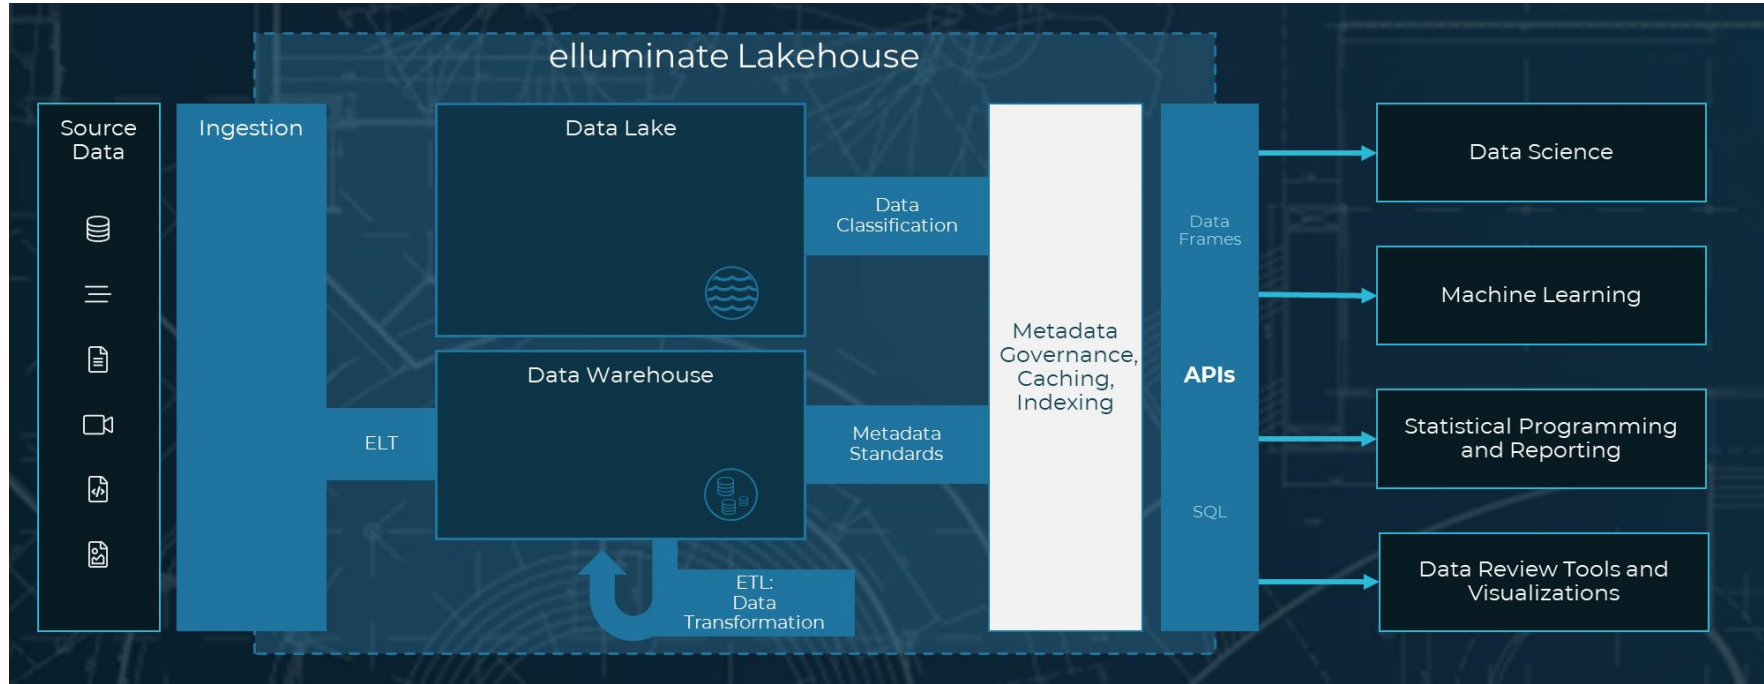 elluminate Lakehouse
Source
Data
Ingestion
Data Lake
Data
Classification
Data Warehouse
ELT
Metadata
Standards
ETL:
Data
Transformation
Metadata
Governance,
Caching,
Indexing
Data
Frames
APIs
SQL
Data Science
Machine Learning
Statistical Programming
and Reporting
Data Review Tools and
Visualizations